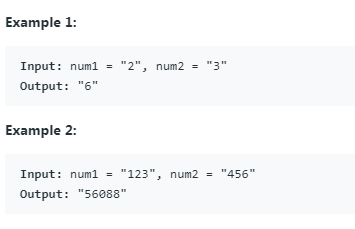 Example 1:
Input: num1 = "2", num2 = "3"
Output: "6"
Example 2:
Input: num1 = "123", num2 = "456"
Output: "56088"